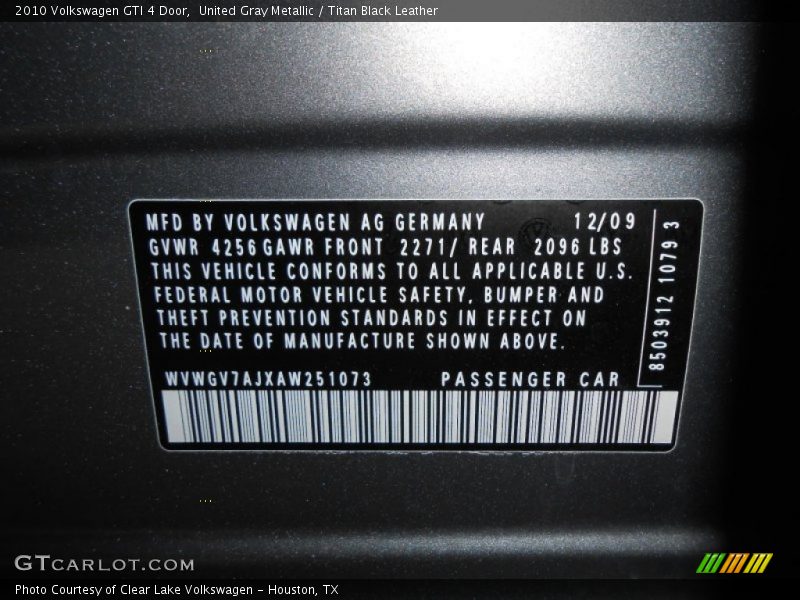 2010 Volkswagen GTI 4 Door, United Gray Metallic / Titan Black Leather
MFD BY VOLKSWAGEN AG GERMANY 12/09
GVWR 4256 GAWR FRONT 2271/ REAR 2096 LBS
THIS VEHICLE CONFORMS TO ALL APPLICABLE U.S.
FEDERAL MOTOR VEHICLE SAFETY, BUMPER AND
THEFT PREVENTION STANDARDS IN EFFECT ON
THE DATE OF MANUFACTURE SHOWN ABOVE.
WVWGV7AJXAW251073 PASSENGER CAR
8503912 1079 3
GTCARLOT.COM
Photo Courtesy of Clear Lake Volkswagen - Houston, TX